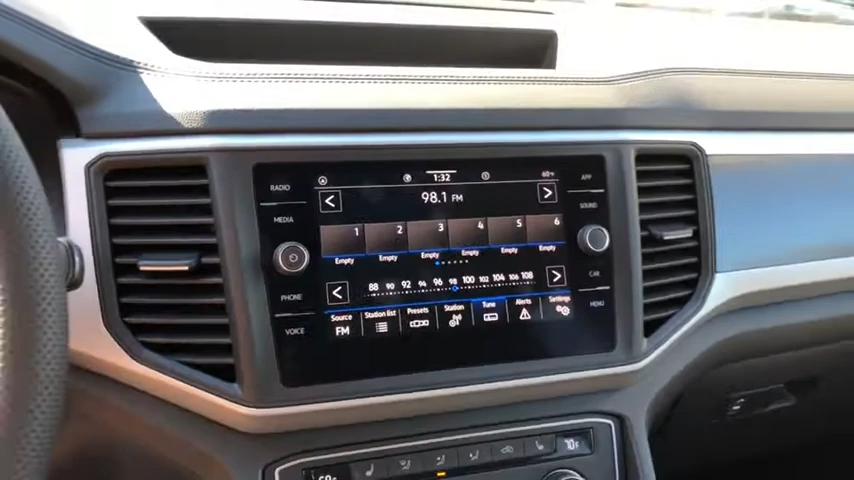 1:32
60°F
RADIO
APP
98.1 FM
MEDIA
SOUND
1 2 3 4 5 6
Empty Empty Empty Empty Empty Empty
88 90 92 94 96 98 100 102 104 106 108
PHONE
CAR
VOICE
MENU
Source Station list Presets Station Tune Alerts Settings
FM
70°F